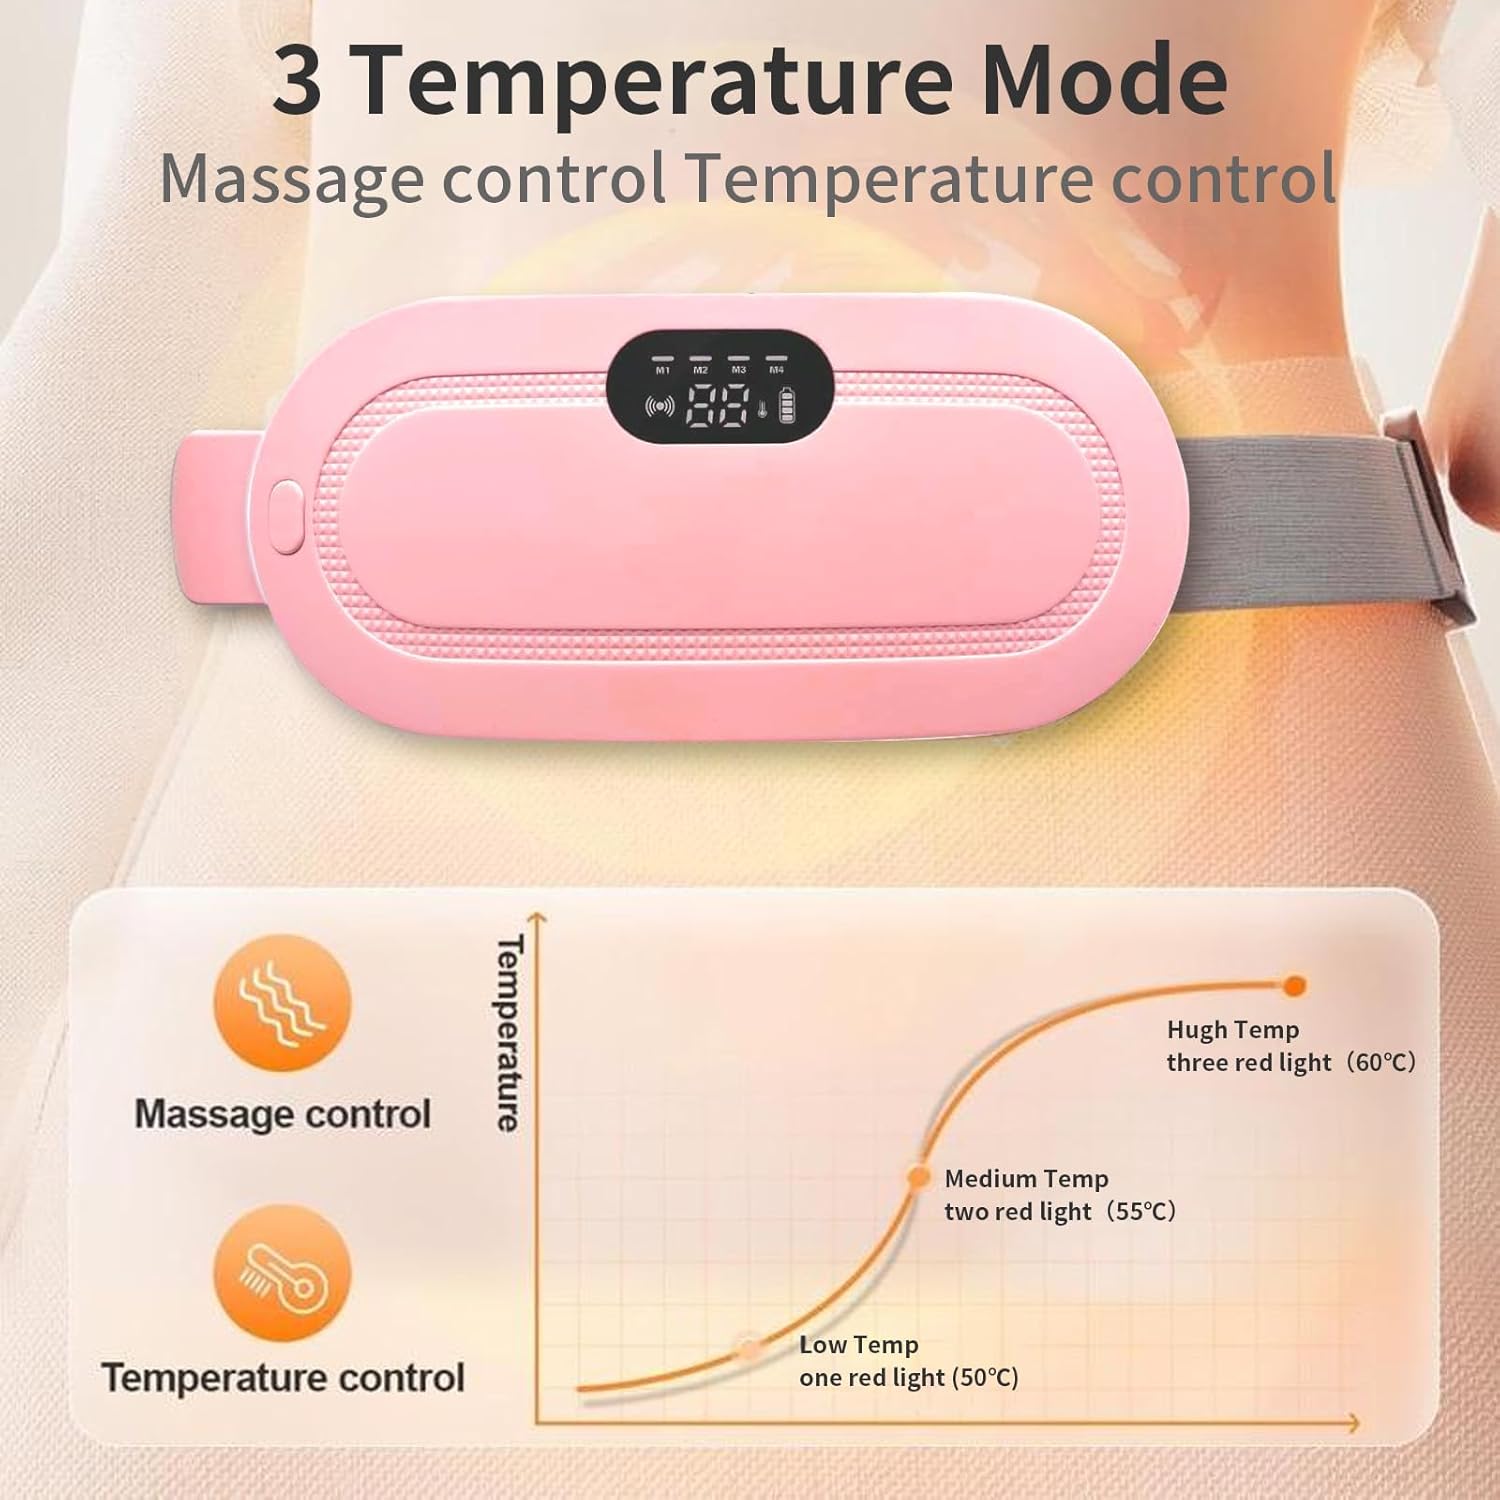 3 Temperature Mode
Massage control Temperature control
M1 M2 M3 M4
88
Massage control
Temperature control
Temperature
Hugh Temp
three red light（60℃）
Medium Temp
two red light（55℃）
Low Temp
one red light (50℃)